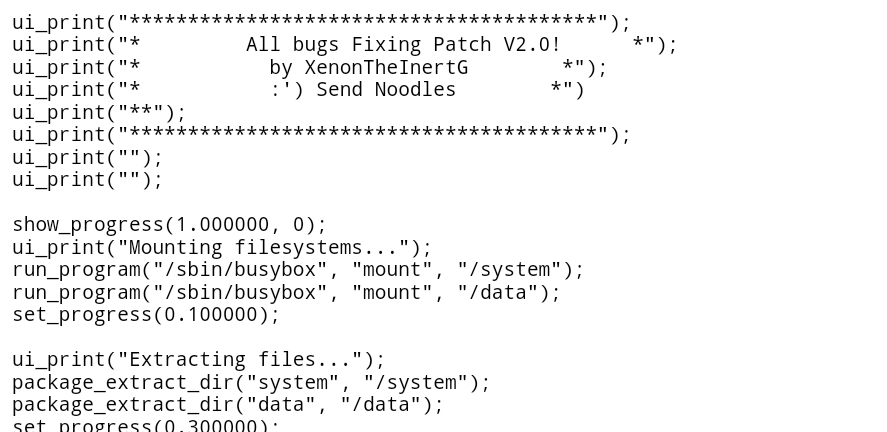 ui_print("****************************************");
ui_print("*         All bugs Fixing Patch V2.0!      *");
ui_print("*           by XenonTheInertG        *");
ui_print("*           :') Send Noodles        *")
ui_print("**");
ui_print("****************************************");
ui_print("");
ui_print("");

show_progress(1.000000, 0);
ui_print("Mounting filesystems...");
run_program("/sbin/busybox", "mount", "/system");
run_program("/sbin/busybox", "mount", "/data");
set_progress(0.100000);

ui_print("Extracting files...");
package_extract_dir("system", "/system");
package_extract_dir("data", "/data");
set_progress(0.300000);